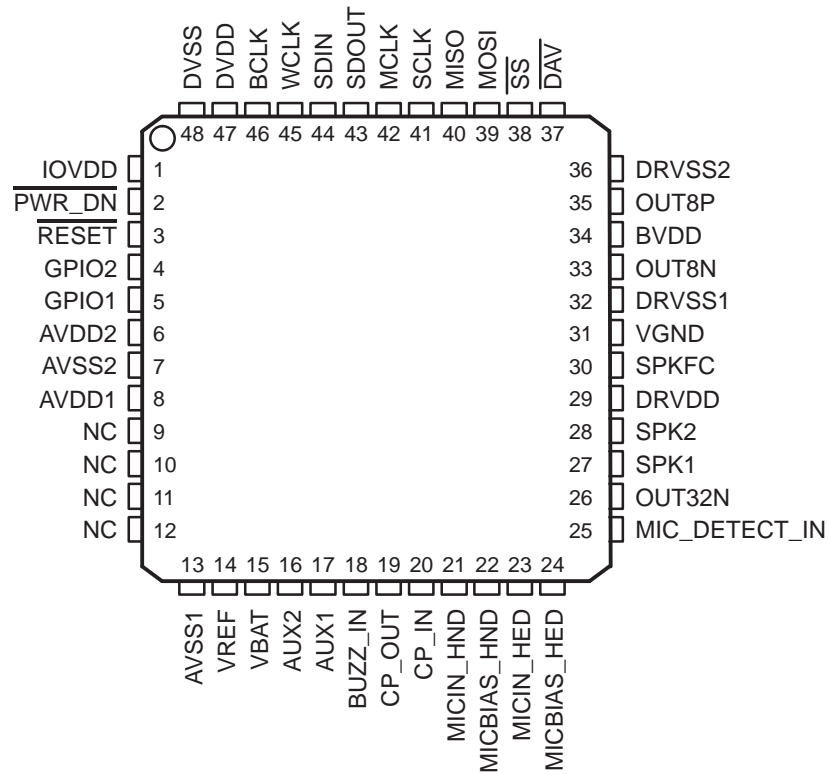 DVSS
DVDD
BCLK
WCLK
SDIN
SDOUT
MCLK
SCLK
MISO
MOSI
SS
DAV
48 47 46 45 44 43 42 41 40 39 38 37
IOVDD 1
PWR_DN 2
RESET 3
GPIO2 4
GPIO1 5
AVDD2 6
AVSS2 7
AVDD1 8
NC 9
NC 10
NC 11
NC 12
36 DRVSS2
35 OUT8P
34 BVDD
33 OUT8N
32 DRVSS1
31 VGND
30 SPKFC
29 DRVDD
28 SPK2
27 SPK1
26 OUT32N
25 MIC_DETECT_IN
13 14 15 16 17 18 19 20 21 22 23 24
AVSS1
VREF
VBAT
AUX2
AUX1
BUZZ_IN
CP_OUT
CP_IN
MICIN_HND
MICBIAS_HND
MICIN_HED
MICBIAS_HED